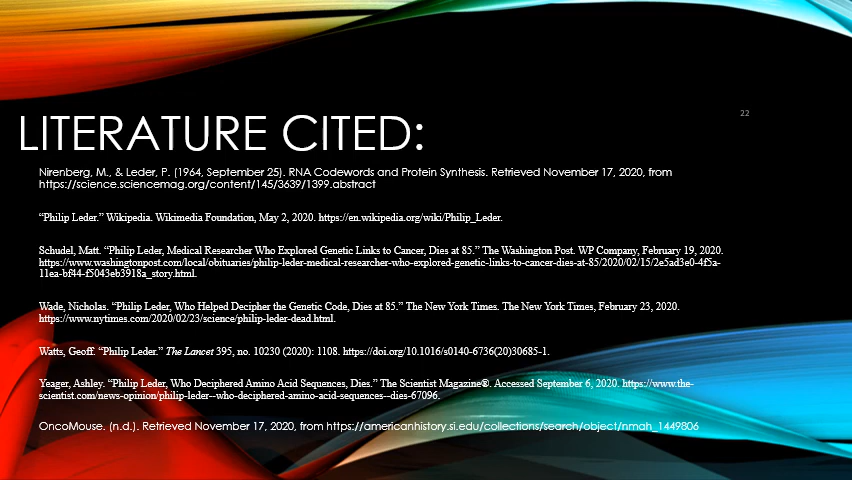 22
LITERATURE CITED:
Nirenberg, M., & Leder, P. (1964, September 25). RNA Codewords and Protein Synthesis. Retrieved November 17, 2020, from
https://science.sciencemag.org/content/145/3639/1399.abstract
“Philip Leder.” Wikipedia. Wikimedia Foundation, May 2, 2020. https://en.wikipedia.org/wiki/Philip_Leder.
Schudel, Matt. “Philip Leder, Medical Researcher Who Explored Genetic Links to Cancer, Dies at 85.” The Washington Post. WP Company, February 19, 2020.
https://www.washingtonpost.com/local/obituaries/philip-leder-medical-researcher-who-explored-genetic-links-to-cancer-dies-at-85/2020/02/15/2e5ad3e0-4f5a-
11ea-bf44-f5043eb3918a_story.html.
Wade, Nicholas. “Philip Leder, Who Helped Decipher the Genetic Code, Dies at 85.” The New York Times. The New York Times, February 23, 2020.
https://www.nytimes.com/2020/02/23/science/philip-leder-dead.html.
Watts, Geoff. “Philip Leder.” The Lancet 395, no. 10230 (2020): 1108. https://doi.org/10.1016/s0140-6736(20)30685-1.
Yeager, Ashley. “Philip Leder, Who Deciphered Amino Acid Sequences, Dies.” The Scientist Magazine®. Accessed September 6, 2020. https://www.the-
scientist.com/news-opinion/philip-leder--who-deciphered-amino-acid-sequences--dies-67096.
OncoMouse. (n.d.). Retrieved November 17, 2020, from https://americanhistory.si.edu/collections/search/object/nmah_1449806